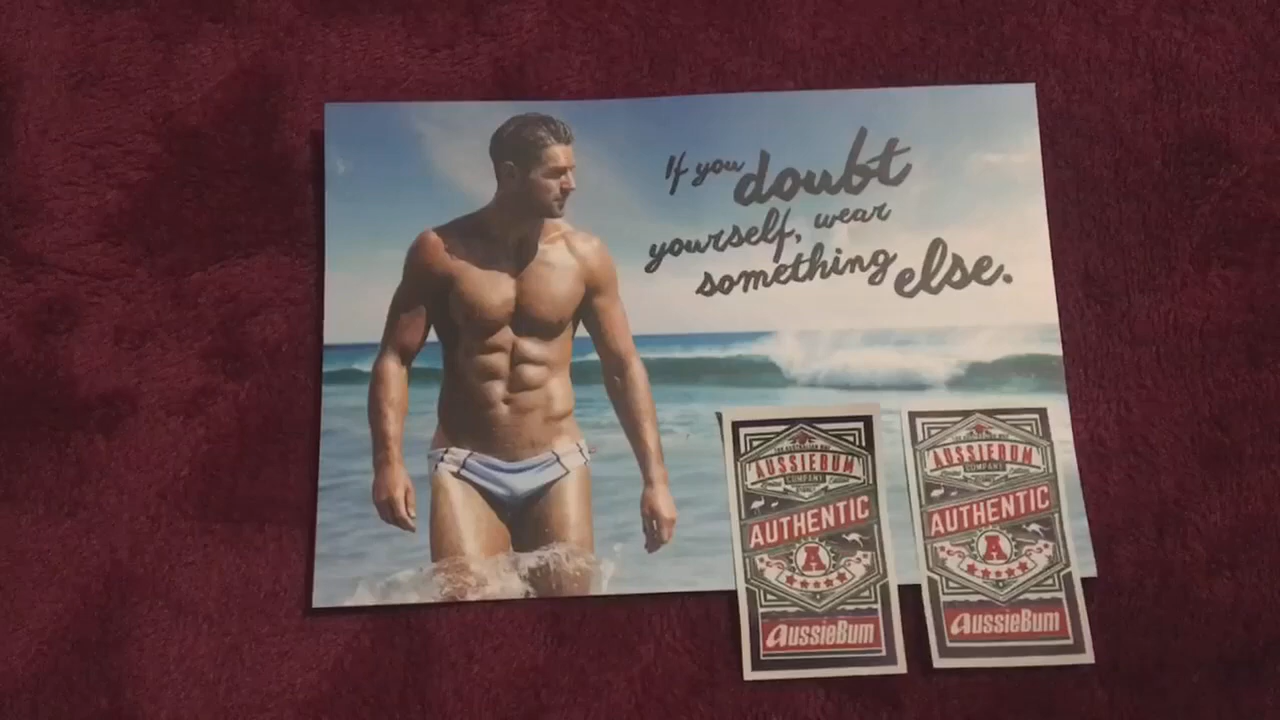 If you doubt
yourself, wear
something else.
AUSSIEBUM
COMPANY
AUTHENTIC
A
AussieBum
AUSSIEBUM
COMPANY
AUTHENTIC
A
AussieBum